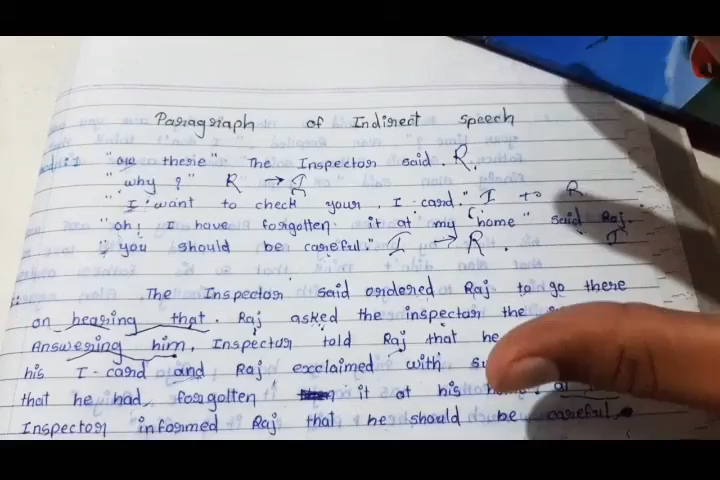 Paragraph of Indirect speech
"Go there" The Inspector said. R.
"why?" R → I
"I want to check your I-card." I to R
"oh! I have forgotten it at my home" said Raj.
"you should be careful." I → R. I
The Inspector said ordered Raj to go there
on hearing that. Raj asked the inspector the
Answering him, Inspector told Raj that he
his I-card and Raj exclaimed with
that he had forgotten it at his
Inspector informed Raj that he should be careful.